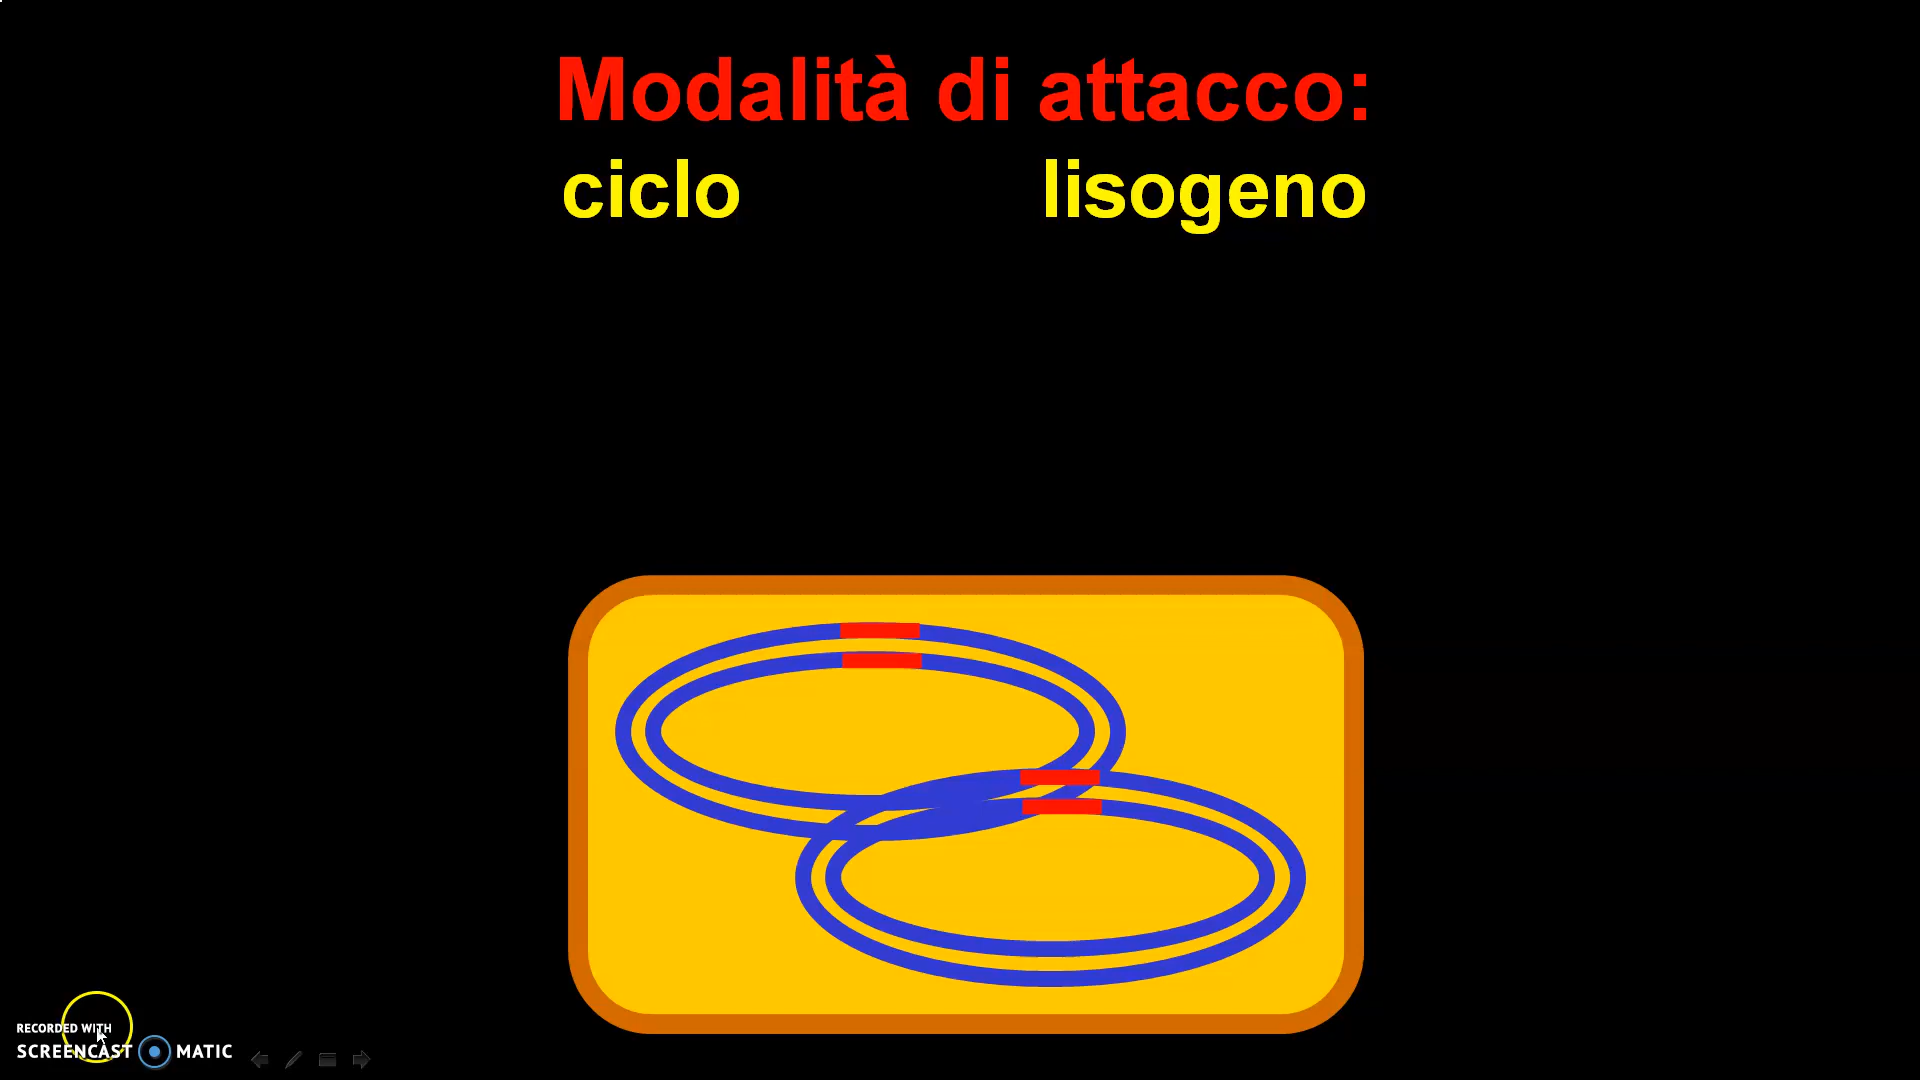 Modalità di attacco:
ciclo lisogeno
RECORDED WITH
SCREENCAST MATIC